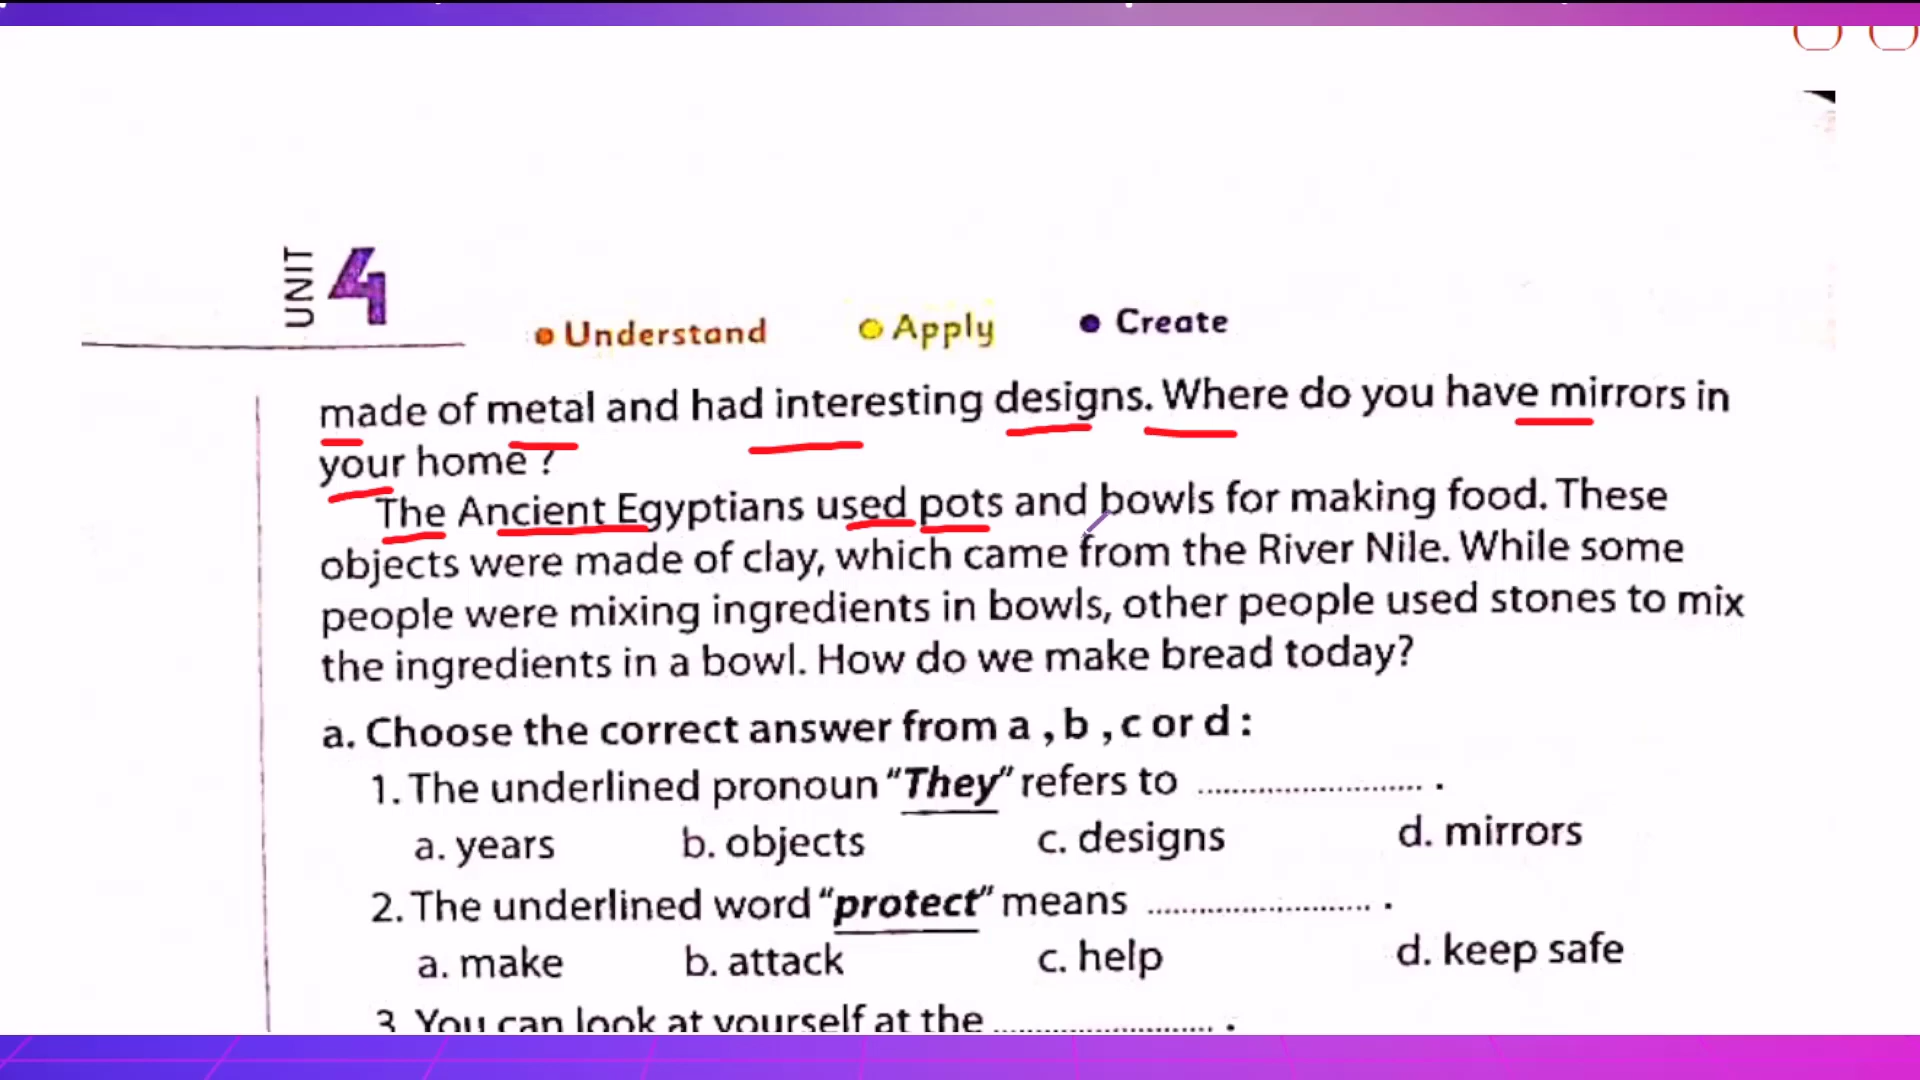 UNIT 4
Understand Apply Create
made of metal and had interesting designs. Where do you have mirrors in
your home ?
The Ancient Egyptians used pots and bowls for making food. These
objects were made of clay, which came from the River Nile. While some
people were mixing ingredients in bowls, other people used stones to mix
the ingredients in a bowl. How do we make bread today?
a. Choose the correct answer from a , b , c or d :
1. The underlined pronoun "They" refers to ........................ .
a. years b. objects c. designs d. mirrors
2. The underlined word "protect" means ........................ .
a. make b. attack c. help d. keep safe
3. You can look at yourself at the ........................ .